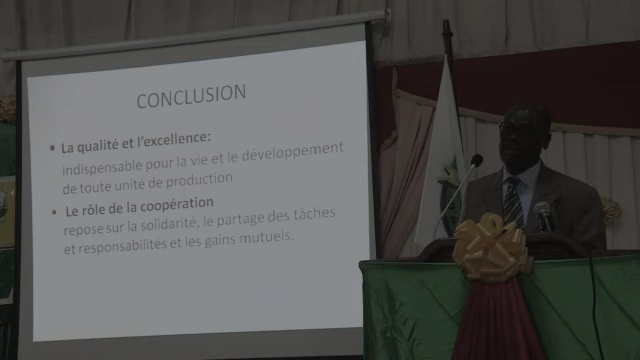 CONCLUSION
▪ La qualité et l'excellence:
indispensable pour la vie et le développement
de toute unité de production
▪ Le rôle de la coopération
repose sur la solidarité, le partage des tâches
et responsabilités et les gains mutuels.